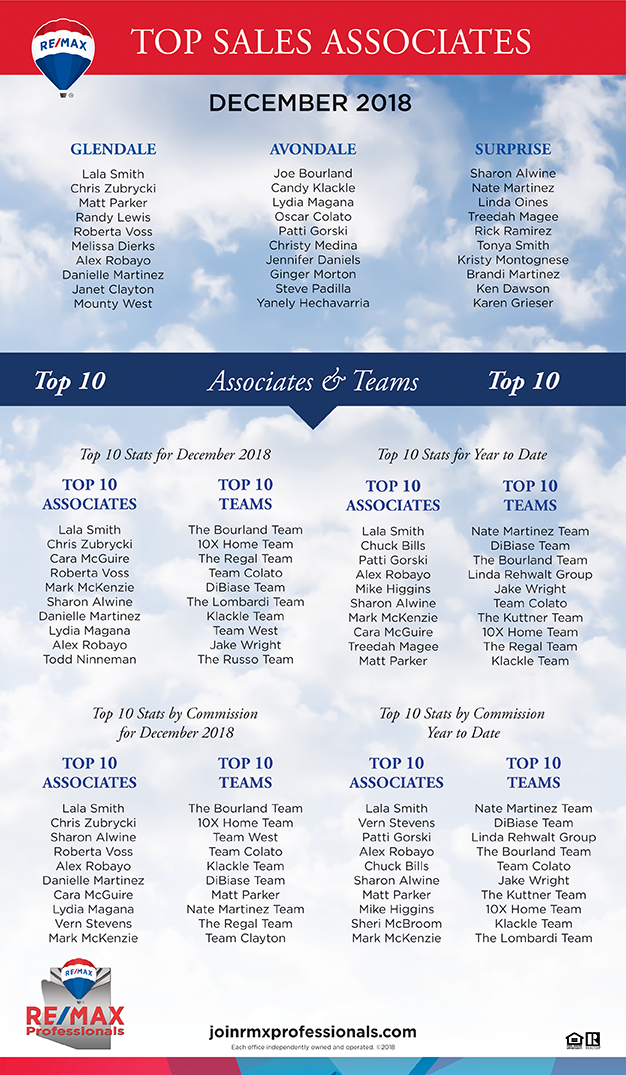 RE/MAX
TOP SALES ASSOCIATES
DECEMBER 2018
GLENDALE
Lala Smith
Chris Zubrycki
Matt Parker
Randy Lewis
Roberta Voss
Melissa Dierks
Alex Robayo
Danielle Martinez
Janet Clayton
Mounty West
AVONDALE
Joe Bourland
Candy Klackle
Lydia Magana
Oscar Colato
Patti Gorski
Christy Medina
Jennifer Daniels
Ginger Morton
Steve Padilla
Yanely Hechavarria
SURPRISE
Sharon Alwine
Nate Martinez
Linda Oines
Treedah Magee
Rick Ramirez
Tonya Smith
Kristy Montognese
Brandi Martinez
Ken Dawson
Karen Grieser
Top 10 Associates & Teams Top 10
Top 10 Stats for December 2018
TOP 10
ASSOCIATES
Lala Smith
Chris Zubrycki
Cara McGuire
Roberta Voss
Mark McKenzie
Sharon Alwine
Danielle Martinez
Lydia Magana
Alex Robayo
Todd Ninneman
TOP 10
TEAMS
The Bourland Team
10X Home Team
The Regal Team
Team Colato
DiBiase Team
The Lombardi Team
Klackle Team
Team West
Jake Wright
The Russo Team
Top 10 Stats for Year to Date
TOP 10
ASSOCIATES
Lala Smith
Chuck Bills
Patti Gorski
Alex Robayo
Mike Higgins
Sharon Alwine
Mark McKenzie
Cara McGuire
Treedah Magee
Matt Parker
TOP 10
TEAMS
Nate Martinez Team
DiBiase Team
The Bourland Team
Linda Rehwalt Group
Jake Wright
Team Colato
The Kuttner Team
10X Home Team
The Regal Team
Klackle Team
Top 10 Stats by Commission
for December 2018
TOP 10
ASSOCIATES
Lala Smith
Chris Zubrycki
Sharon Alwine
Roberta Voss
Alex Robayo
Danielle Martinez
Cara McGuire
Lydia Magana
Vern Stevens
Mark McKenzie
TOP 10
TEAMS
The Bourland Team
10X Home Team
Team West
Team Colato
Klackle Team
DiBiase Team
Matt Parker
Nate Martinez Team
The Regal Team
Team Clayton
Top 10 Stats by Commission
Year to Date
TOP 10
ASSOCIATES
Lala Smith
Vern Stevens
Patti Gorski
Alex Robayo
Chuck Bills
Sharon Alwine
Matt Parker
Mike Higgins
Sheri McBroom
Mark McKenzie
TOP 10
TEAMS
Nate Martinez Team
DiBiase Team
Linda Rehwalt Group
The Bourland Team
Team Colato
Jake Wright
The Kuttner Team
10X Home Team
Klackle Team
The Lombardi Team
RE/MAX
RE/MAX
Professionals
joinrmxprofessionals.com
Each office independently owned and operated. ©2018